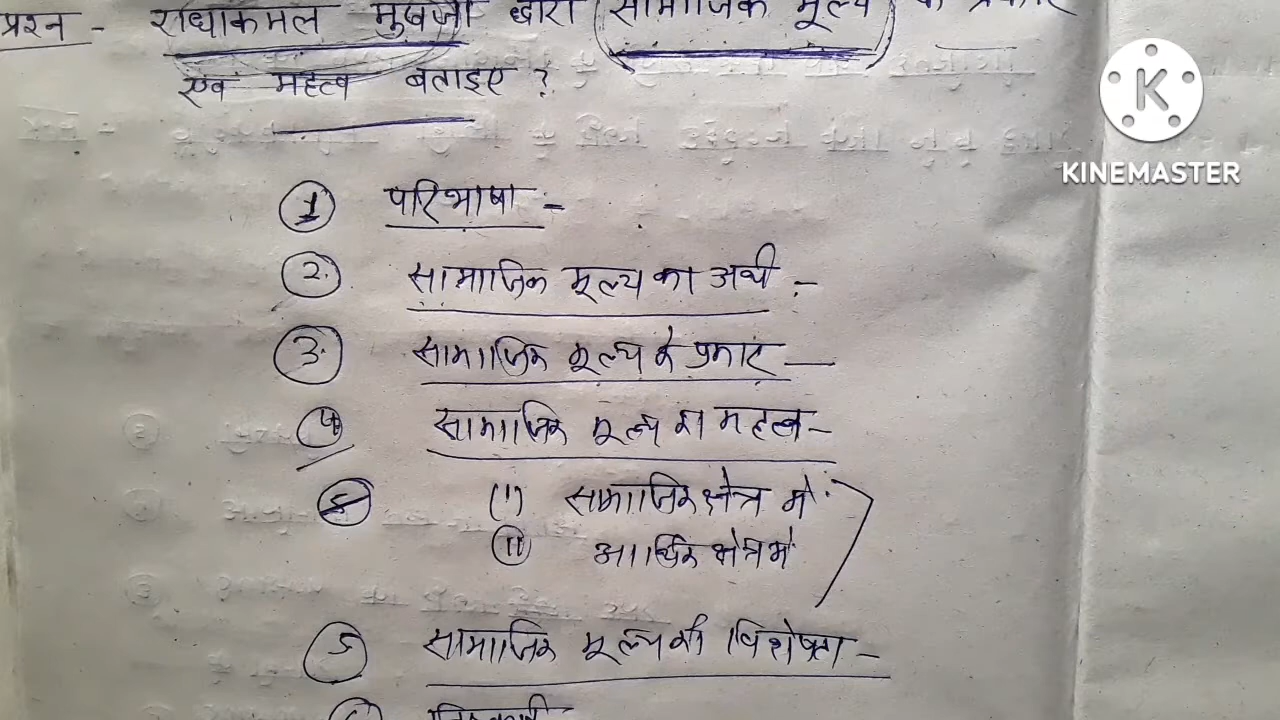 प्रश्न - राधाकमल मुखर्जी द्वारा सामाजिक मूल्य के प्रकार
एवं महत्व बताइए ?
K
KINEMASTER
① परिभाषा :-
② सामाजिक मूल्य का अर्थ :-
③ सामाजिक मूल्य के प्रकार —
④ सामाजिक मूल्य का महत्व -
(i) सामाजिक क्षेत्र में
(ii) आर्थिक क्षेत्र में
5 सामाजिक मूल्य की विशेषता -